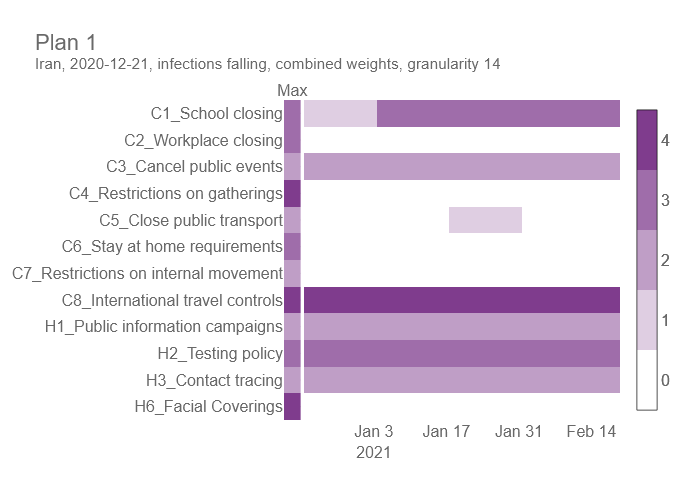 Plan 1
Iran, 2020-12-21, infections falling, combined weights, granularity 14
Max
C1_School closing
C2_Workplace closing
C3_Cancel public events
C4_Restrictions on gatherings
C5_Close public transport
C6_Stay at home requirements
C7_Restrictions on internal movement
C8_International travel controls
H1_Public information campaigns
H2_Testing policy
H3_Contact tracing
H6_Facial Coverings
4
3
2
1
0
Jan 3 Jan 17 Jan 31 Feb 14
2021